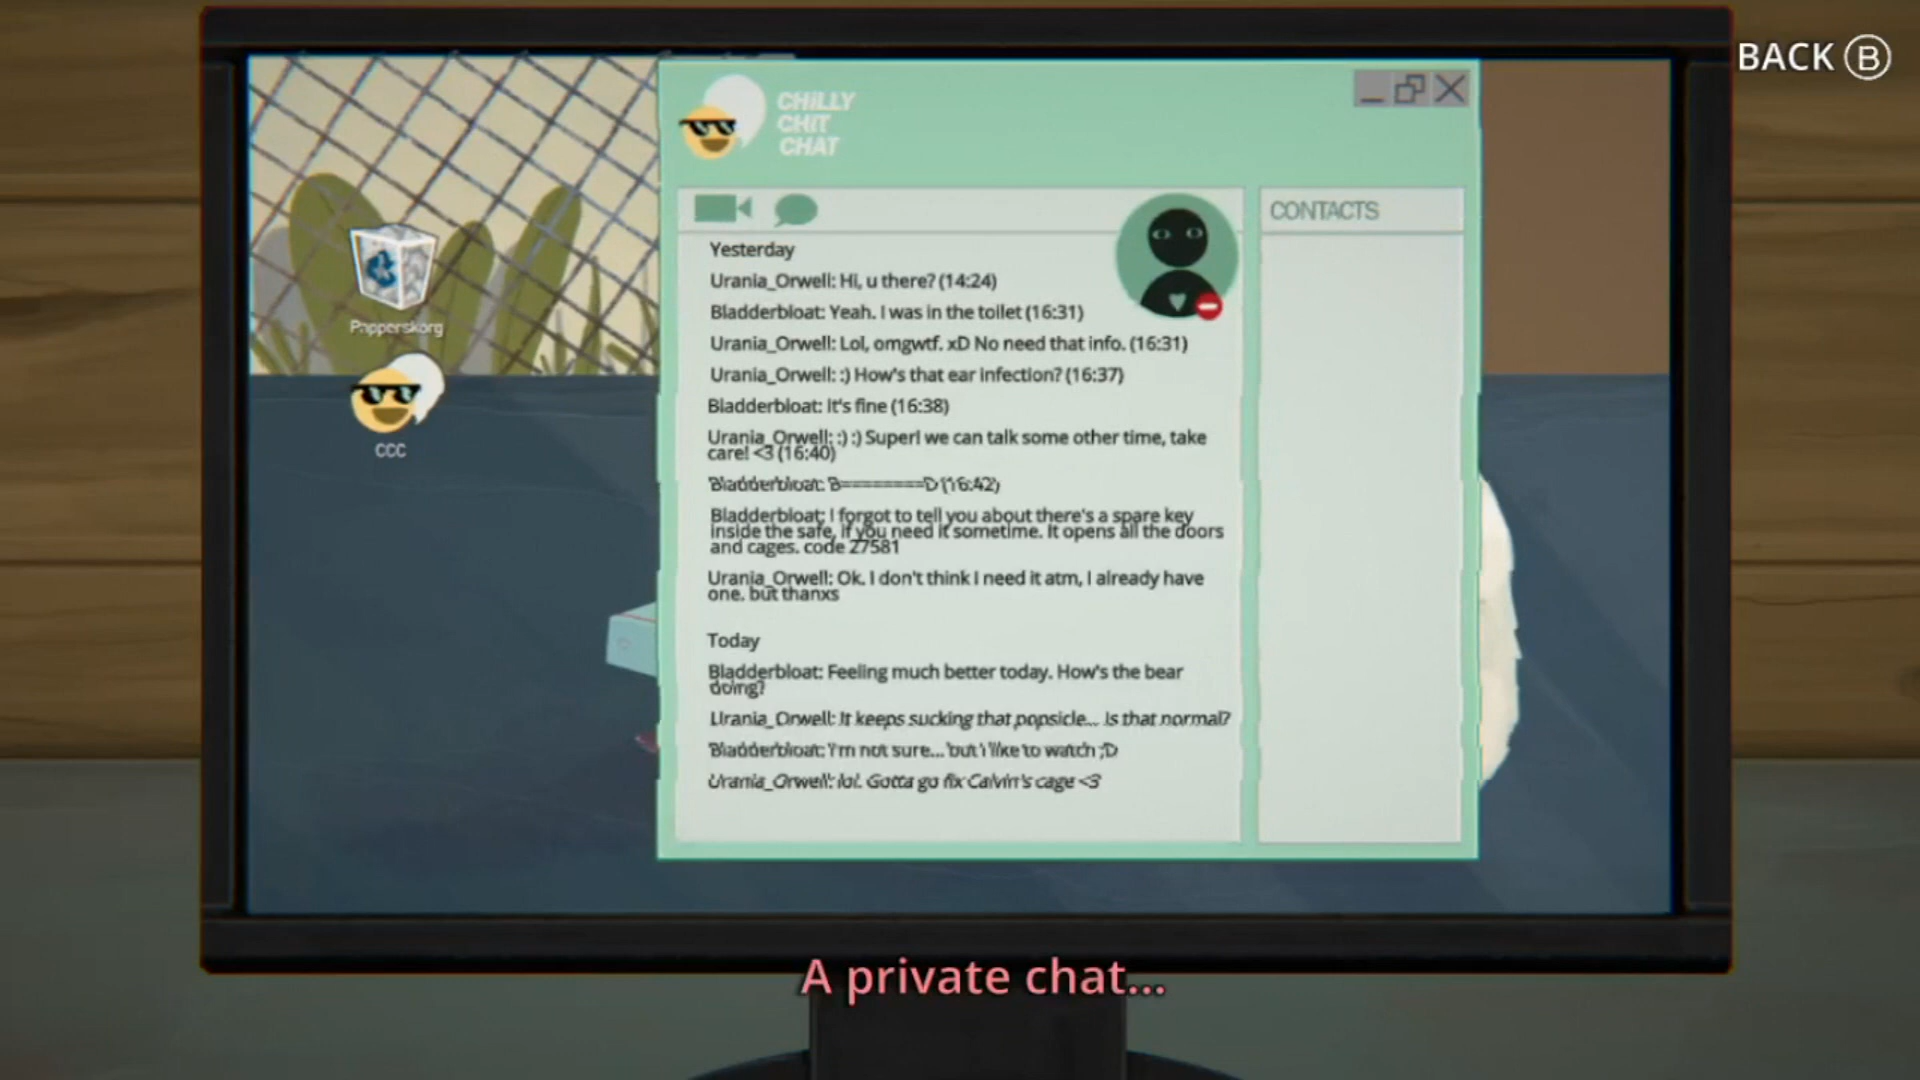 BACK B
CHiLLY
CHIT
CHAT
CONTACTS
Yesterday
Urania_Orwell: Hi, u there? (14:24)
Bladderbloat: Yeah. I was in the toilet (16:31)
Urania_Orwell: Lol, omgwtf. xD No need that info. (16:31)
Urania_Orwell: :) How's that ear infection? (16:37)
Bladderbloat: It's fine (16:38)
Urania_Orwell: :) :) Super! we can talk some other time, take
care! <3 (16:40)
Bladderbloat: B========D (16:42)
Bladderbloat: I forgot to tell you about there's a spare key
inside the safe, if you need it sometime. It opens all the doors
and cages. code 27581
Urania_Orwell: Ok. I don't think I need it atm, I already have
one. but thanxs
Today
Bladderbloat: Feeling much better today. How's the bear
doing?
Urania_Orwell: It keeps sucking that popsicle... Is that normal?
Bladderbloat: I'm not sure... but i like to watch ;D
Urania_Orwell: lol. Gotta go fix Calvin's cage <3
Papperskorg
CCC
A private chat...